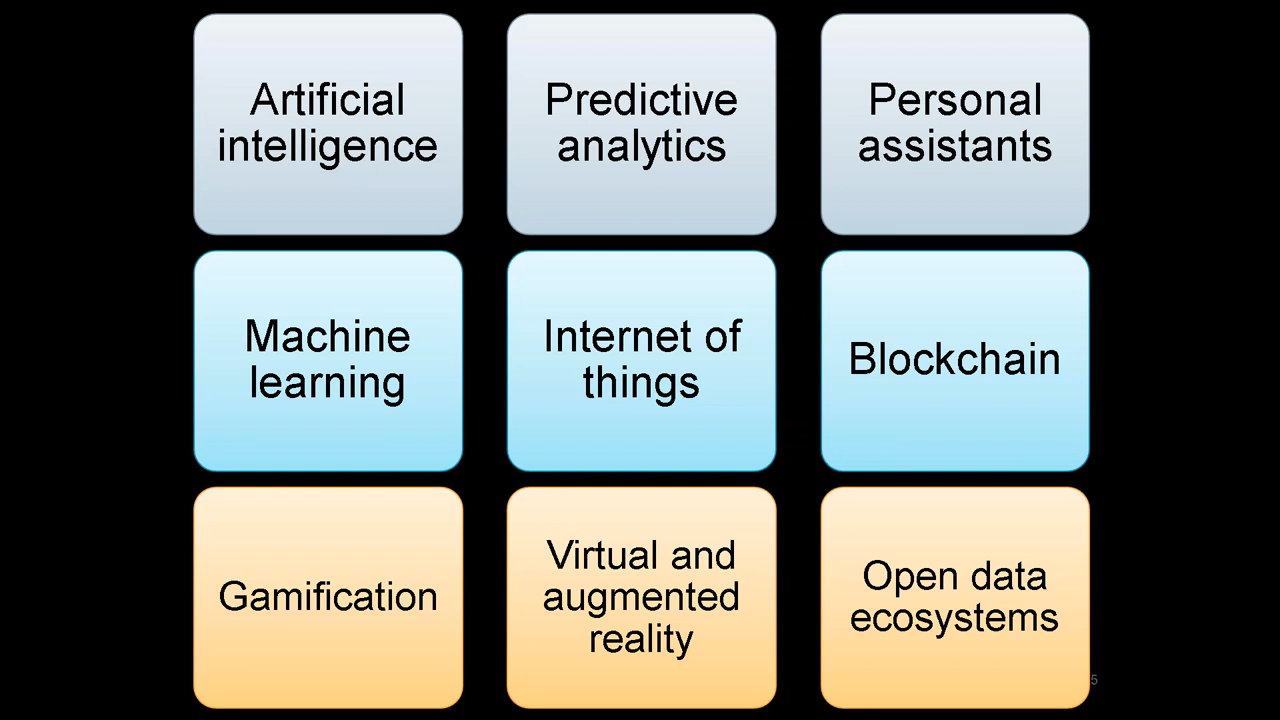 Artificial
intelligence
Predictive
analytics
Personal
assistants
Machine
learning
Internet of
things
Blockchain
Gamification
Virtual and
augmented
reality
Open data
ecosystems
5